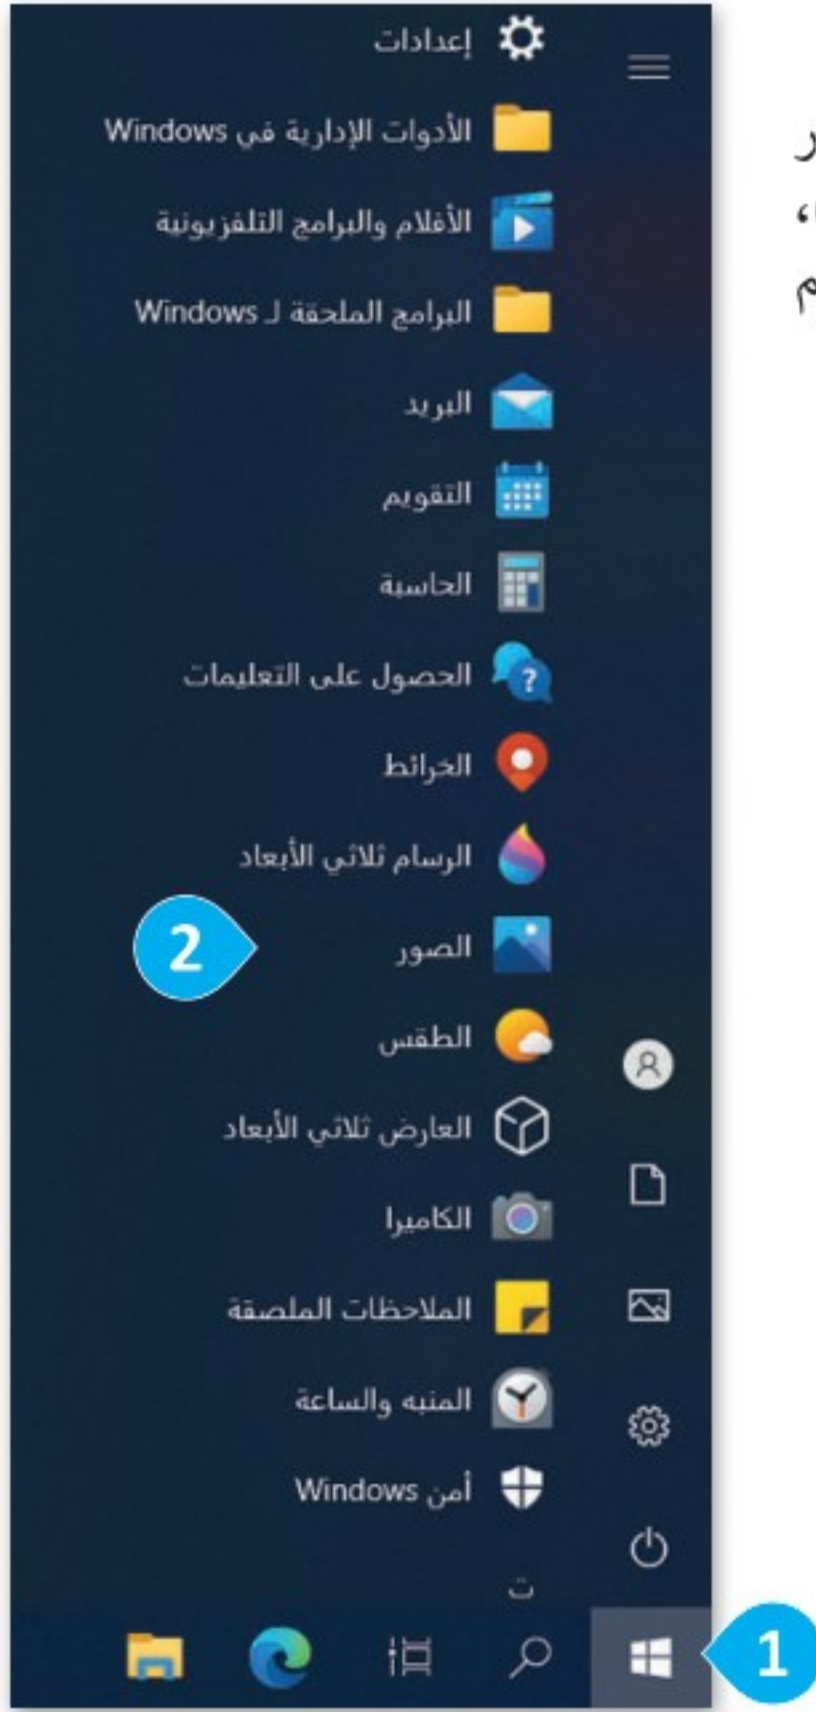 إعدادات
الأدوات الإدارية في Windows
الأفلام والبرامج التلفزيونية
البرامج الملحقة لـ Windows
البريد
التقويم
الحاسبة
الحصول على التعليمات
الخرائط
الرسام ثلاثي الأبعاد
الصور
2
الطقس
العارض ثلاثي الأبعاد
الكاميرا
الملاحظات الملصقة
المنبه والساعة
أمن Windows
ت
1